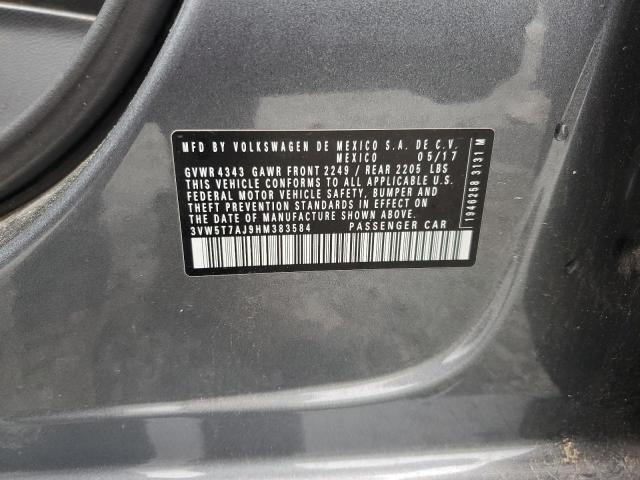 MFD BY VOLKSWAGEN DE MEXICO S.A. DE C.V.
MEXICO 05/17
GVWR 4343 GAWR FRONT 2249 / REAR 2205 LBS
THIS VEHICLE CONFORMS TO ALL APPLICABLE U.S.
FEDERAL MOTOR VEHICLE SAFETY, BUMPER AND
THEFT PREVENTION STANDARDS IN EFFECT ON THE
DATE OF MANUFACTURE SHOWN ABOVE.
3VW5T7AJ9HM383584 PASSENGER CAR
1946268 3131 M